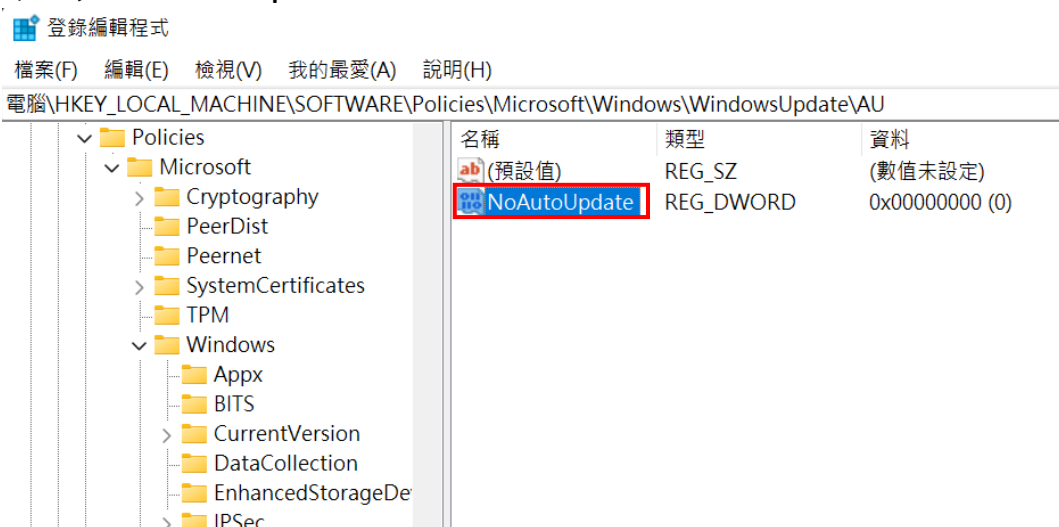 登錄編輯程式
檔案(F) 編輯(E) 檢視(V) 我的最愛(A) 說明(H)
電腦\HKEY_LOCAL_MACHINE\SOFTWARE\Policies\Microsoft\Windows\WindowsUpdate\AU
Policies
Microsoft
Cryptography
PeerDist
Peernet
SystemCertificates
TPM
Windows
Appx
BITS
CurrentVersion
DataCollection
EnhancedStorageDe
IPSec
名稱 類型 資料
ab (預設值) REG_SZ (數值未設定)
NoAutoUpdate REG_DWORD 0x00000000 (0)